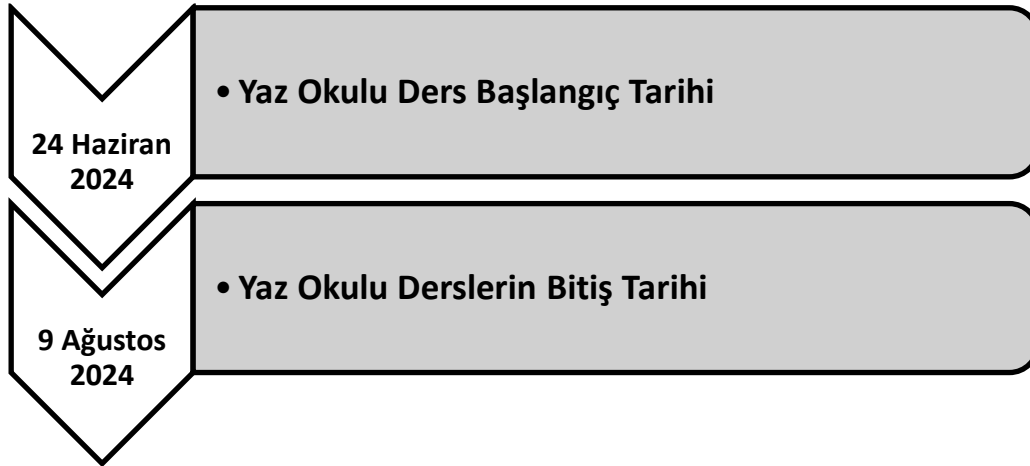 24 Haziran
2024
• Yaz Okulu Ders Başlangıç Tarihi
9 Ağustos
2024
• Yaz Okulu Derslerin Bitiş Tarihi